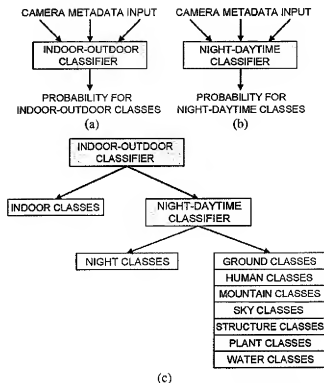 CAMERA METADATA INPUT
INDOOR-OUTDOOR
CLASSIFIER
PROBABILITY FOR
INDOOR-OUTDOOR CLASSES
(a)
CAMERA METADATA INPUT
NIGHT-DAYTIME
CLASSIFIER
PROBABILITY FOR
NIGHT-DAYTIME CLASSES
(b)
INDOOR-OUTDOOR
CLASSIFIER
INDOOR CLASSES
NIGHT-DAYTIME
CLASSIFIER
NIGHT CLASSES
GROUND CLASSES
HUMAN CLASSES
MOUNTAIN CLASSES
SKY CLASSES
STRUCTURE CLASSES
PLANT CLASSES
WATER CLASSES
(c)